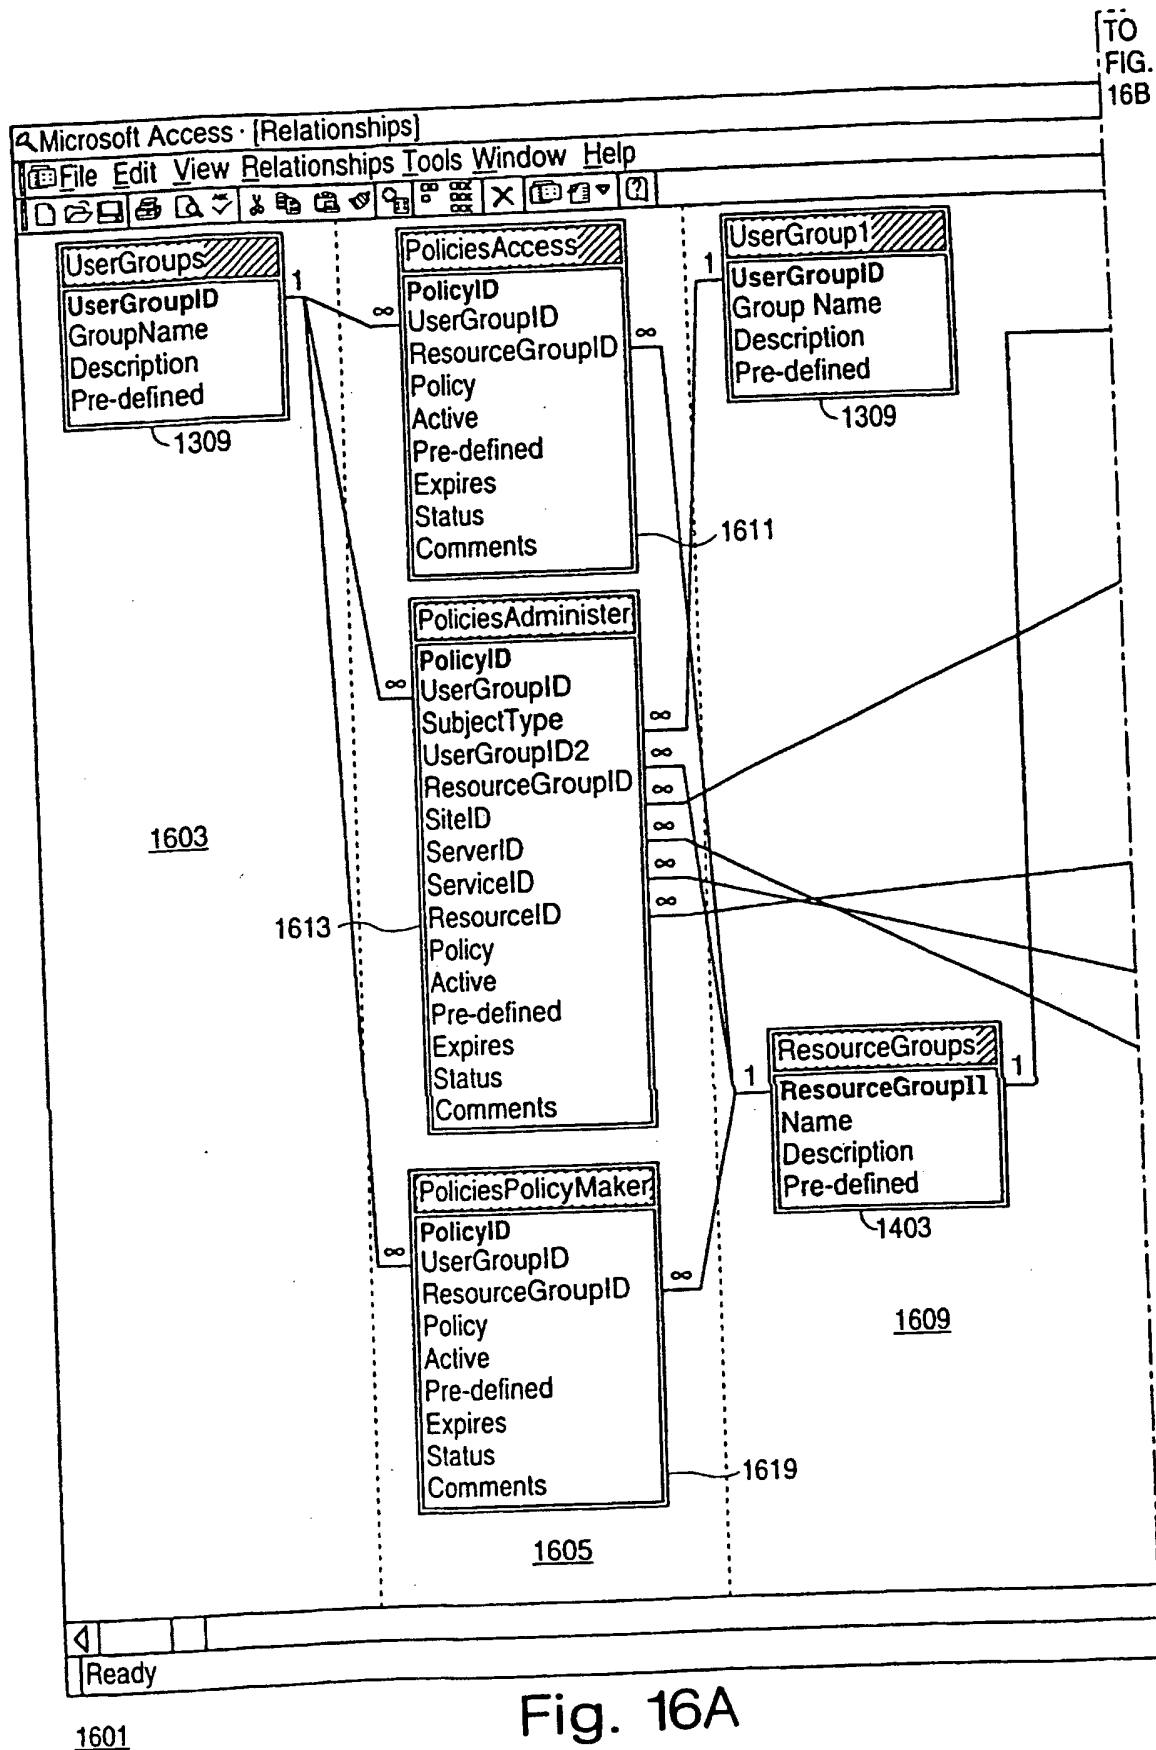 TO
FIG.
16B
Microsoft Access · [Relationships]
File Edit View Relationships Tools Window Help
UserGroups
UserGroupID
GroupName
Description
Pre-defined
1309
1
∞
PoliciesAccess
PolicyID
UserGroupID
ResourceGroupID
Policy
Active
Pre-defined
Expires
Status
Comments
∞
1611
1
UserGroup1
UserGroupID
Group Name
Description
Pre-defined
1309
PoliciesAdminister
PolicyID
UserGroupID
SubjectType
UserGroupID2
ResourceGroupID
SiteID
ServerID
ServiceID
ResourceID
Policy
Active
Pre-defined
Expires
Status
Comments
∞
∞
∞
∞
∞
∞
∞
1603
1613
ResourceGroups
ResourceGroupI1
Name
Description
Pre-defined
1
1
1403
PoliciesPolicyMaker
PolicyID
UserGroupID
ResourceGroupID
Policy
Active
Pre-defined
Expires
Status
Comments
∞
∞
1619
1609
1605
Ready
Fig. 16A
1601